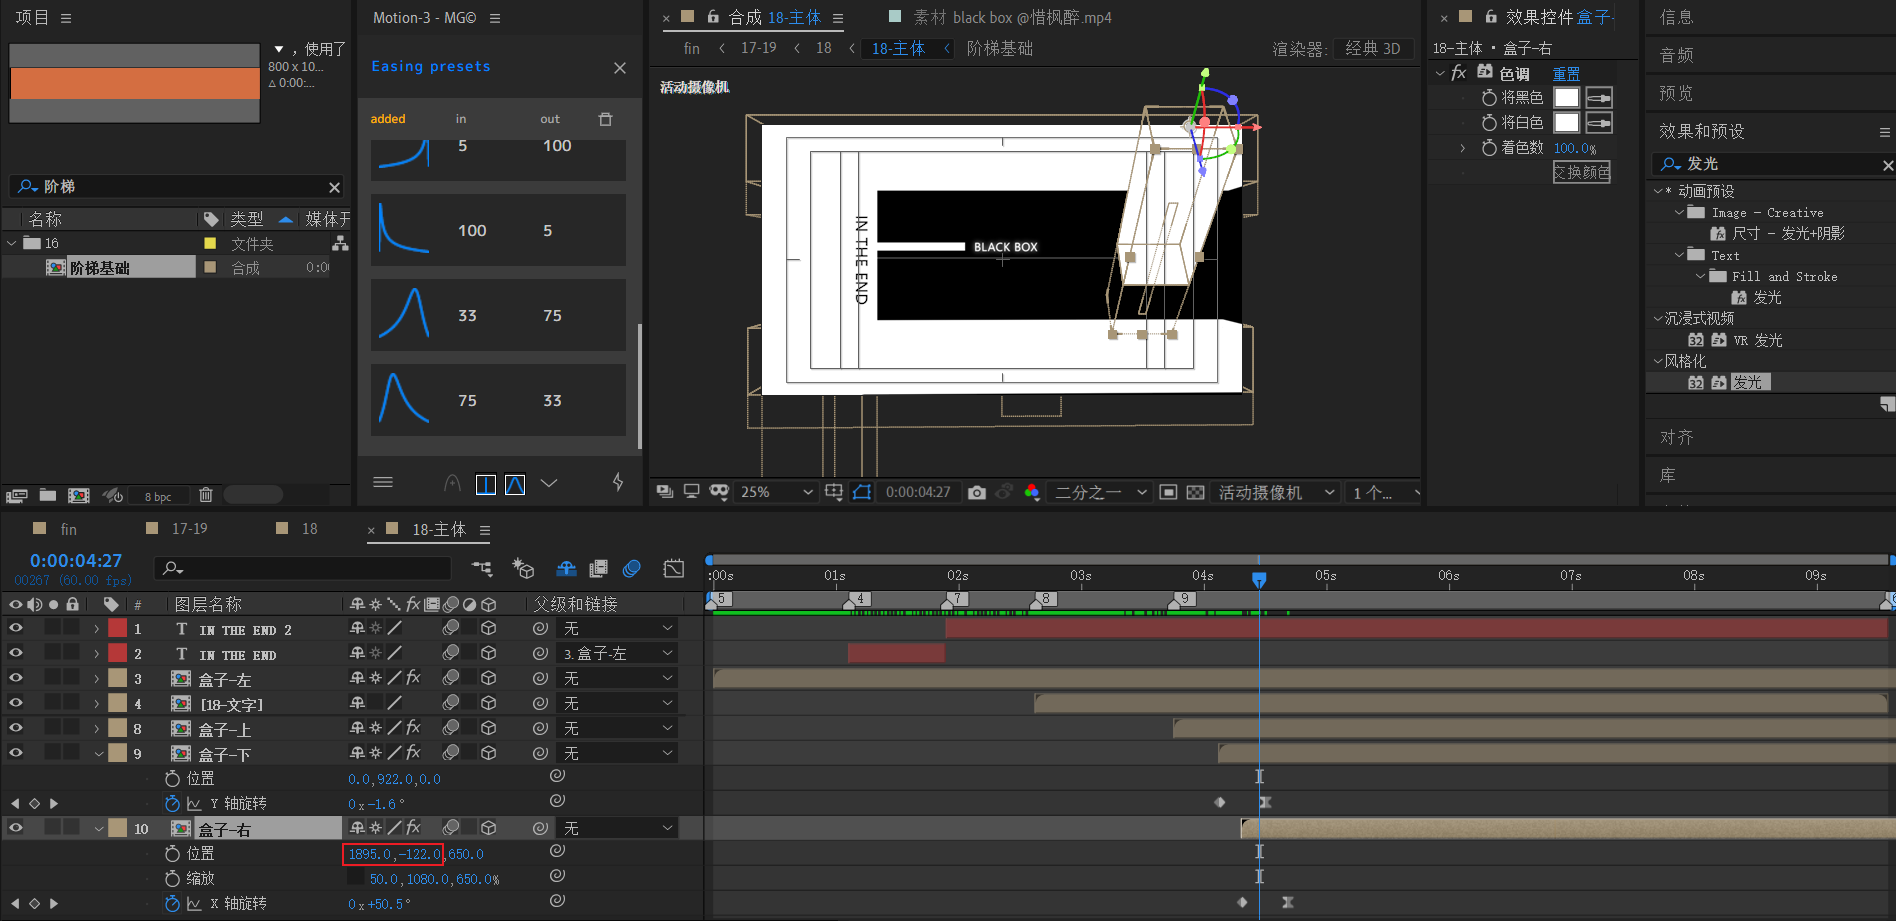 项目
，使用了
800 x 10...
△ 0:00:...
阶梯
名称
类型
媒体开
16
文件夹
阶梯基础
合成
0:00
8 bpc
Motion-3 - MG©
Easing presets
added
in
out
5
100
100
5
33
75
75
33
合成 18-主体
素材 black box @惜枫醉.mp4
fin
17-19
18
18-主体
阶梯基础
渲染器:
经典 3D
活动摄像机
IN THE END
BLACK BOX
25%
0:00:04:27
二分之一
活动摄像机
1 个...
效果控件 盒子-
18-主体 · 盒子-右
fx
色调
重置
将黑色
将白色
着色数
100.0%
交换颜色
信息
音频
预览
效果和预设
发光
* 动画预设
Image - Creative
尺寸 - 发光+阴影
Text
Fill and Stroke
发光
沉浸式视频
32
VR 发光
风格化
32
发光
对齐
库
fin
17-19
18
18-主体
0:00:04:27
00267 (60.00 fps)
#
图层名称
fx
父级和链接
:00s
01s
02s
03s
04s
05s
06s
07s
08s
09s
5
4
7
8
9
6
1
T
IN THE END 2
无
2
T
IN THE END
3. 盒子-左
3
盒子-左
fx
无
4
[18-文字]
无
8
盒子-上
fx
无
9
盒子-下
fx
无
位置
0.0,922.0,0.0
Y 轴旋转
0x-1.6°
10
盒子-右
fx
无
位置
1895.0,-122.0,650.0
缩放
50.0,1080.0,650.0%
X 轴旋转
0x+50.5°